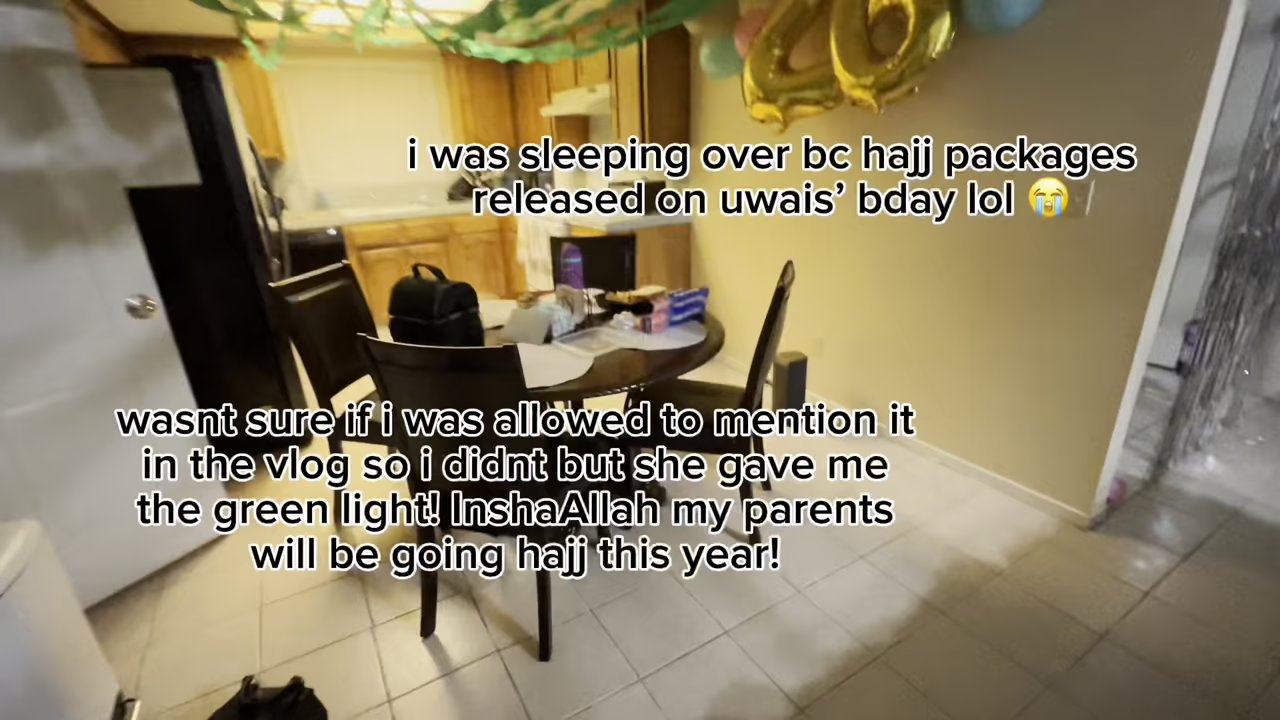 26
i was sleeping over bc hajj packages
released on uwais’ bday lol 😭
wasnt sure if i was allowed to mention it
in the vlog so i didnt but she gave me
the green light! InshaAllah my parents
will be going hajj this year!